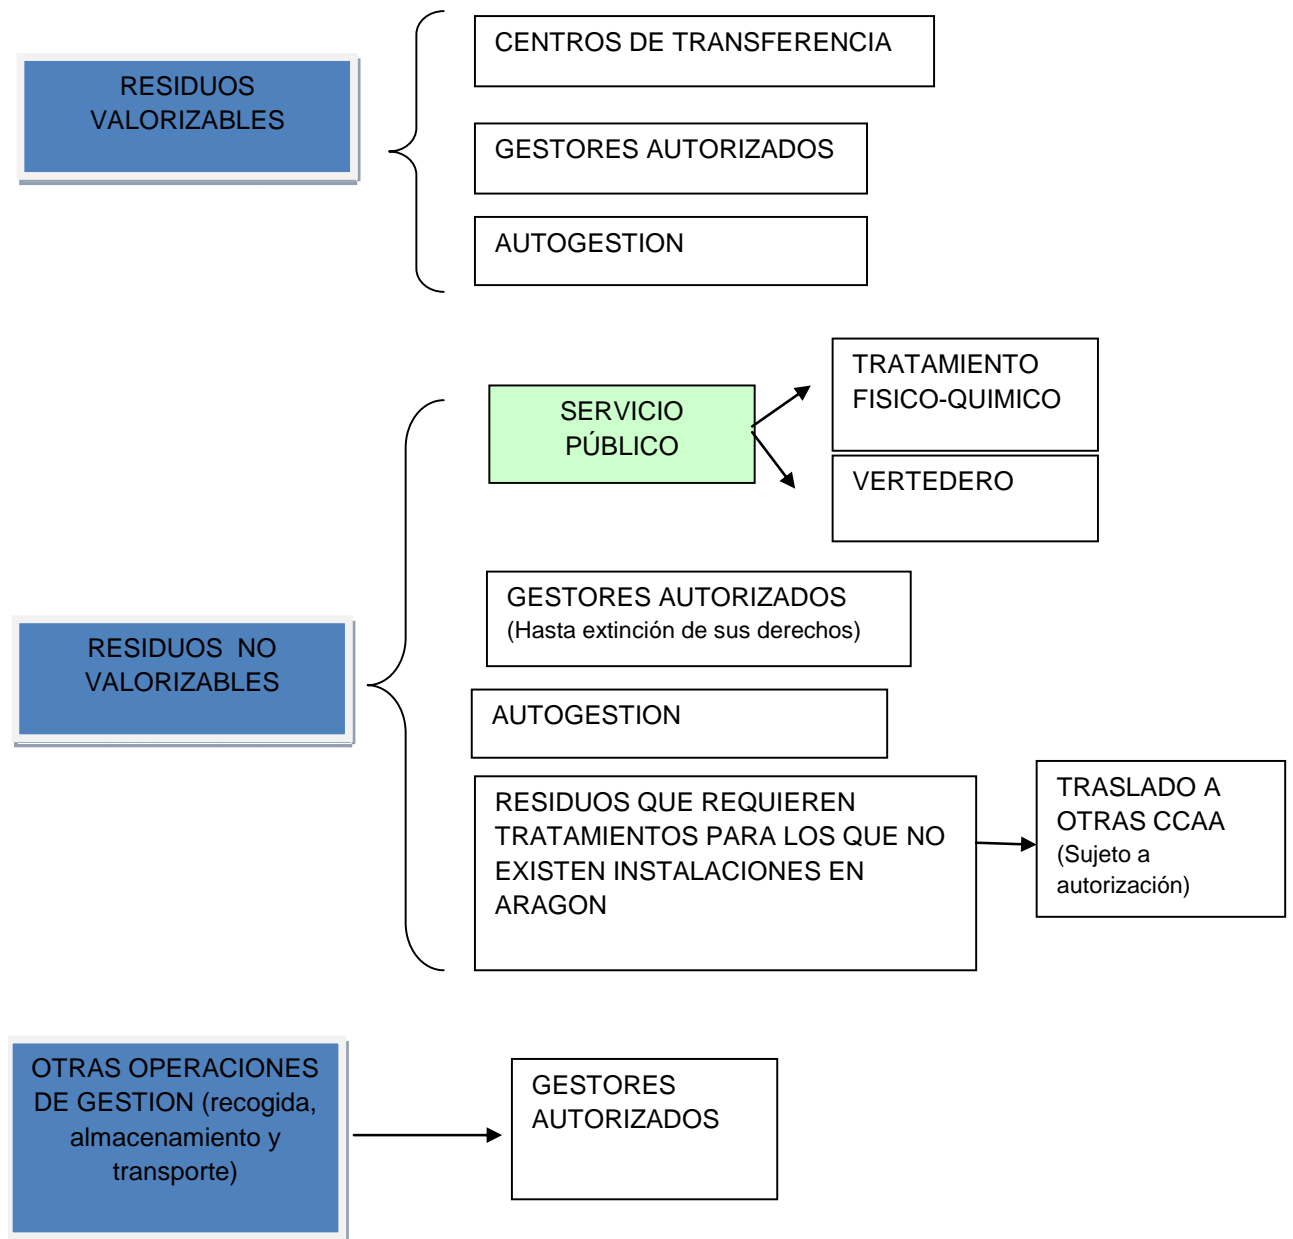 RESIDUOS
VALORIZABLES
CENTROS DE TRANSFERENCIA
GESTORES AUTORIZADOS
AUTOGESTION
RESIDUOS NO
VALORIZABLES
SERVICIO
PÚBLICO
TRATAMIENTO
FISICO-QUIMICO
VERTEDERO
GESTORES AUTORIZADOS
(Hasta extinción de sus derechos)
AUTOGESTION
RESIDUOS QUE REQUIEREN
TRATAMIENTOS PARA LOS QUE NO
EXISTEN INSTALACIONES EN
ARAGON
TRASLADO A
OTRAS CCAA
(Sujeto a
autorización)
OTRAS OPERACIONES
DE GESTION (recogida,
almacenamiento y
transporte)
GESTORES
AUTORIZADOS